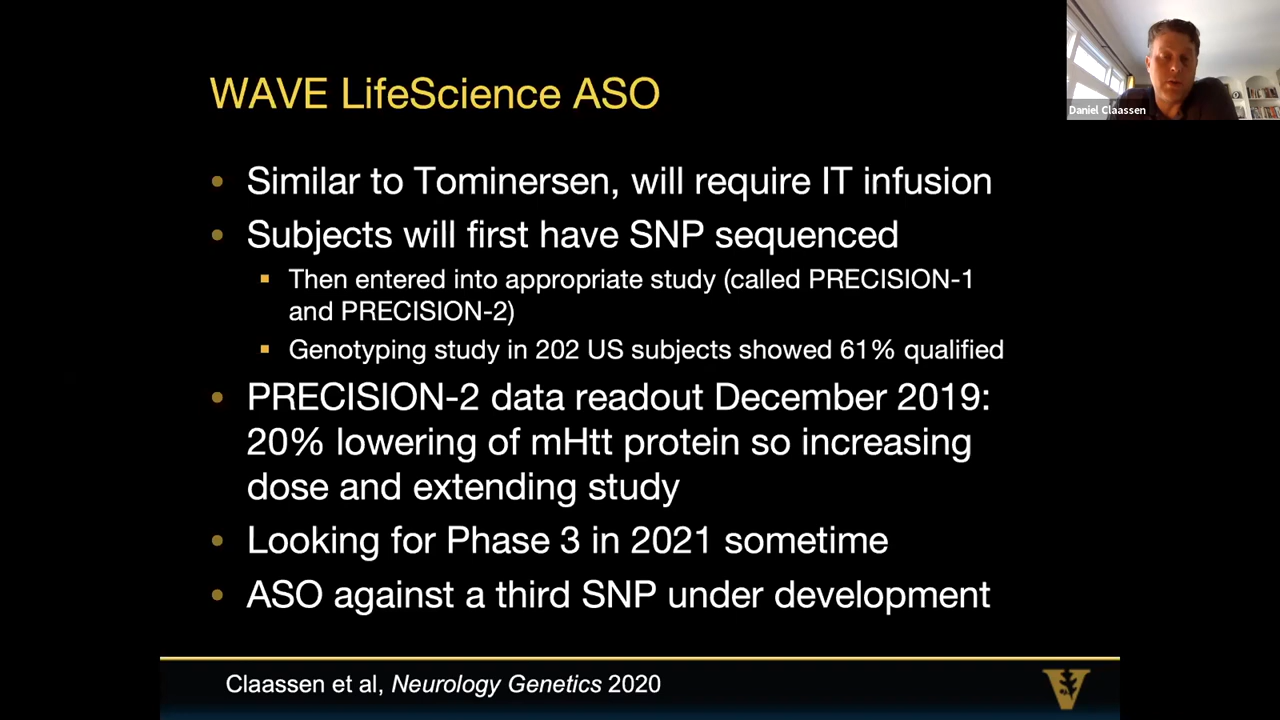 WAVE LifeScience ASO
Daniel Claassen
• Similar to Tominersen, will require IT infusion
• Subjects will first have SNP sequenced
▪ Then entered into appropriate study (called PRECISION-1
and PRECISION-2)
▪ Genotyping study in 202 US subjects showed 61% qualified
• PRECISION-2 data readout December 2019:
20% lowering of mHtt protein so increasing
dose and extending study
• Looking for Phase 3 in 2021 sometime
• ASO against a third SNP under development
Claassen et al, Neurology Genetics 2020
V